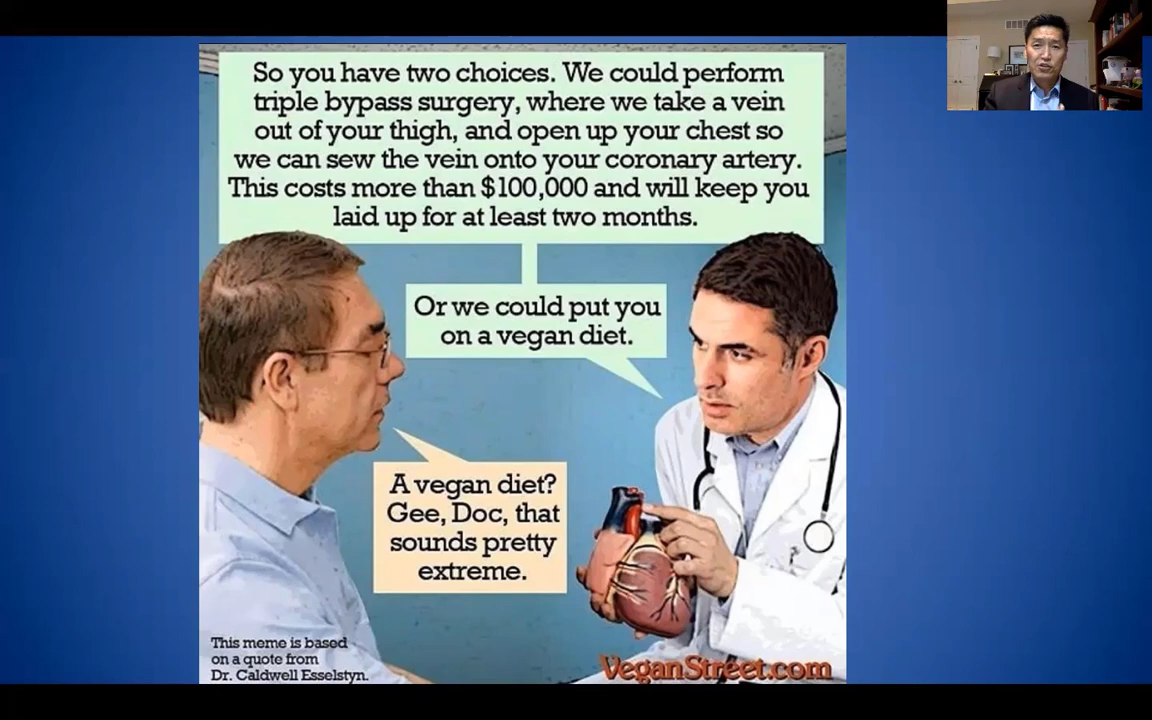 So you have two choices. We could perform
triple bypass surgery, where we take a vein
out of your thigh, and open up your chest so
we can sew the vein onto your coronary artery.
This costs more than $100,000 and will keep you
laid up for at least two months.
Or we could put you
on a vegan diet.
A vegan diet?
Gee, Doc, that
sounds pretty
extreme.
This meme is based
on a quote from
Dr. Caldwell Esselstyn.
VeganStreet.com